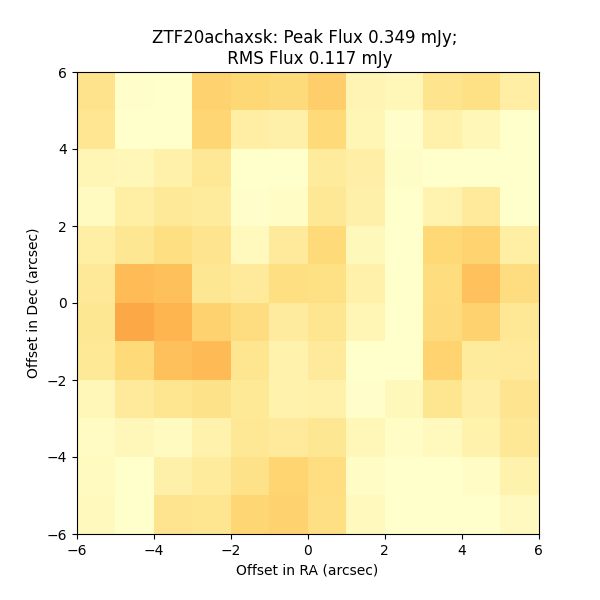 ZTF20achaxsk: Peak Flux 0.349 mJy;
RMS Flux 0.117 mJy
6
4
2
0
−2
−4
−6
Offset in Dec (arcsec)
−6 −4 −2 0 2 4 6
Offset in RA (arcsec)